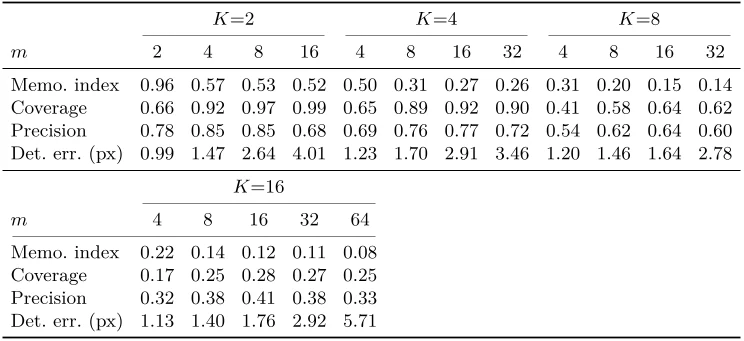 K=2 K=4 K=8
m 2 4 8 16 4 8 16 32 4 8 16 32
Memo. index 0.96 0.57 0.53 0.52 0.50 0.31 0.27 0.26 0.31 0.20 0.15 0.14
Coverage 0.66 0.92 0.97 0.99 0.65 0.89 0.92 0.90 0.41 0.58 0.64 0.62
Precision 0.78 0.85 0.85 0.68 0.69 0.76 0.77 0.72 0.54 0.62 0.64 0.60
Det. err. (px) 0.99 1.47 2.64 4.01 1.23 1.70 2.91 3.46 1.20 1.46 1.64 2.78
K=16
m 4 8 16 32 64
Memo. index 0.22 0.14 0.12 0.11 0.08
Coverage 0.17 0.25 0.28 0.27 0.25
Precision 0.32 0.38 0.41 0.38 0.33
Det. err. (px) 1.13 1.40 1.76 2.92 5.71